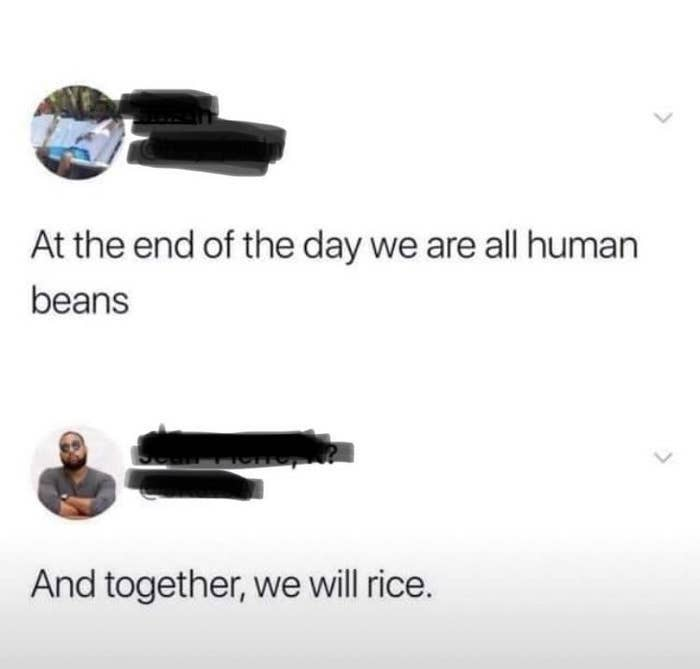 At the end of the day we are all human
beans
And together, we will rice.